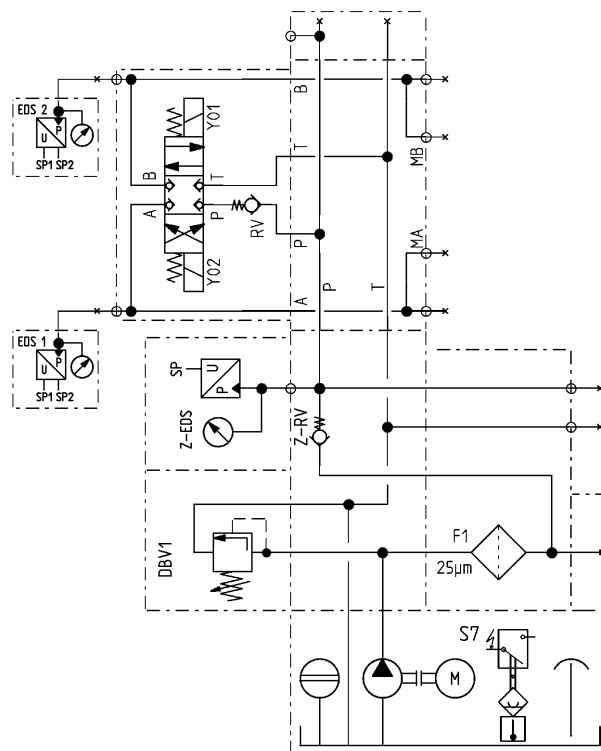 EDS 2
U P
SP1 SP2
Y01
B T
A P
RV
Y02
B
T
P
A
P
T
MB
MA
EDS 1
U P
SP1 SP2
SP
U
P
Z-EDS
Z-RV
DBV1
F1
25µm
S7
M